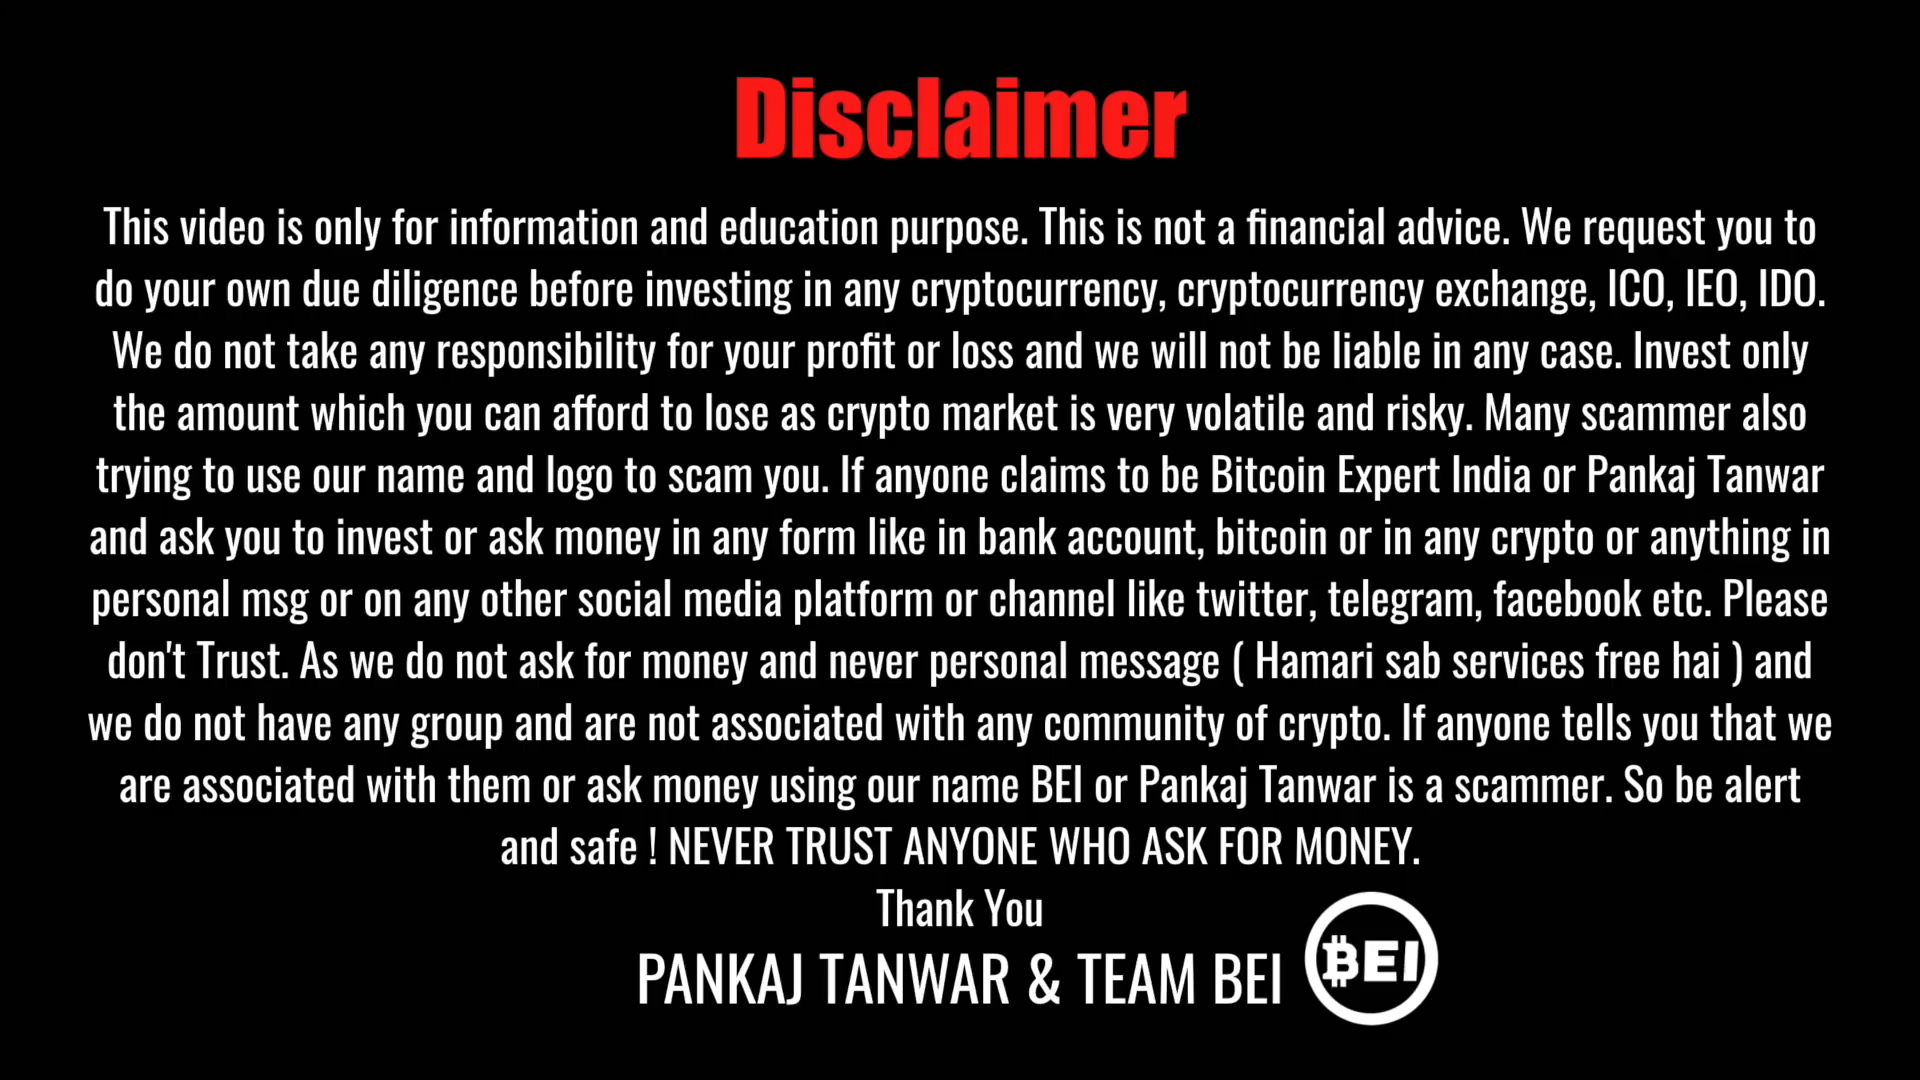 Disclaimer
This video is only for information and education purpose. This is not a financial advice. We request you to
do your own due diligence before investing in any cryptocurrency, cryptocurrency exchange, ICO, IEO, IDO.
We do not take any responsibility for your profit or loss and we will not be liable in any case. Invest only
the amount which you can afford to lose as crypto market is very volatile and risky. Many scammer also
trying to use our name and logo to scam you. If anyone claims to be Bitcoin Expert India or Pankaj Tanwar
and ask you to invest or ask money in any form like in bank account, bitcoin or in any crypto or anything in
personal msg or on any other social media platform or channel like twitter, telegram, facebook etc. Please
don't Trust. As we do not ask for money and never personal message ( Hamari sab services free hai ) and
we do not have any group and are not associated with any community of crypto. If anyone tells you that we
are associated with them or ask money using our name BEI or Pankaj Tanwar is a scammer. So be alert
and safe ! NEVER TRUST ANYONE WHO ASK FOR MONEY.
Thank You
PANKAJ TANWAR & TEAM BEI
BEI